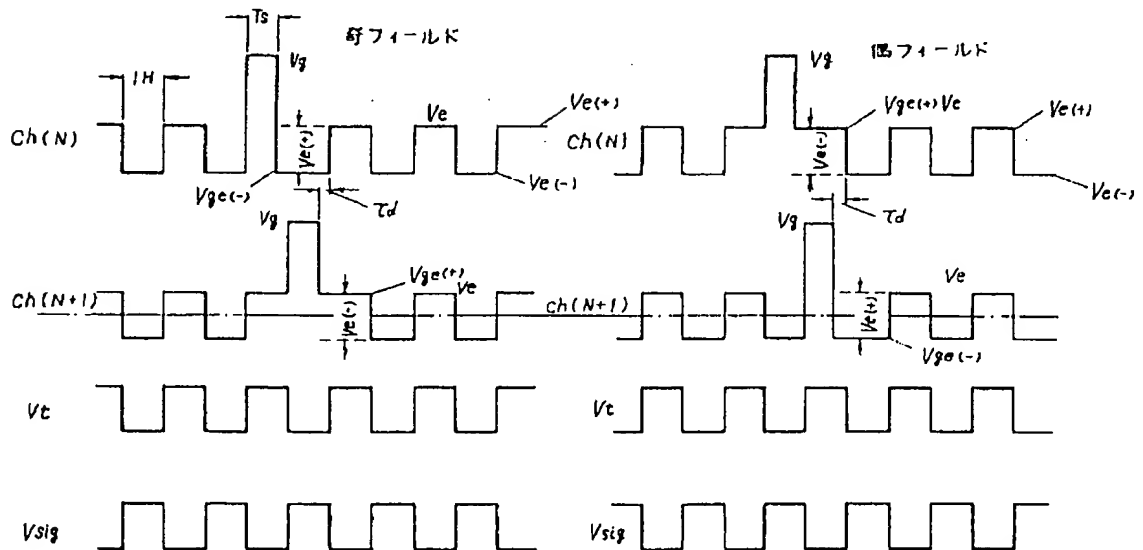 Ts
奇フィールド
Vg
1H
Ve
Ve(+)
Ch(N)
Ve(+)
Vge(-)
Ve(-)
τd
Vg
Vge(+)
Ve
Ch(N+1)
Ve(-)
Vt
Vsig
偶フィールド
Vg
Vge(+) Ve
Ve(+)
Ch(N)
Ve(-)
Ve(-)
τd
Vg
Ve
Ch(N+1)
Ve(+)
Vge(-)
Vt
Vsig